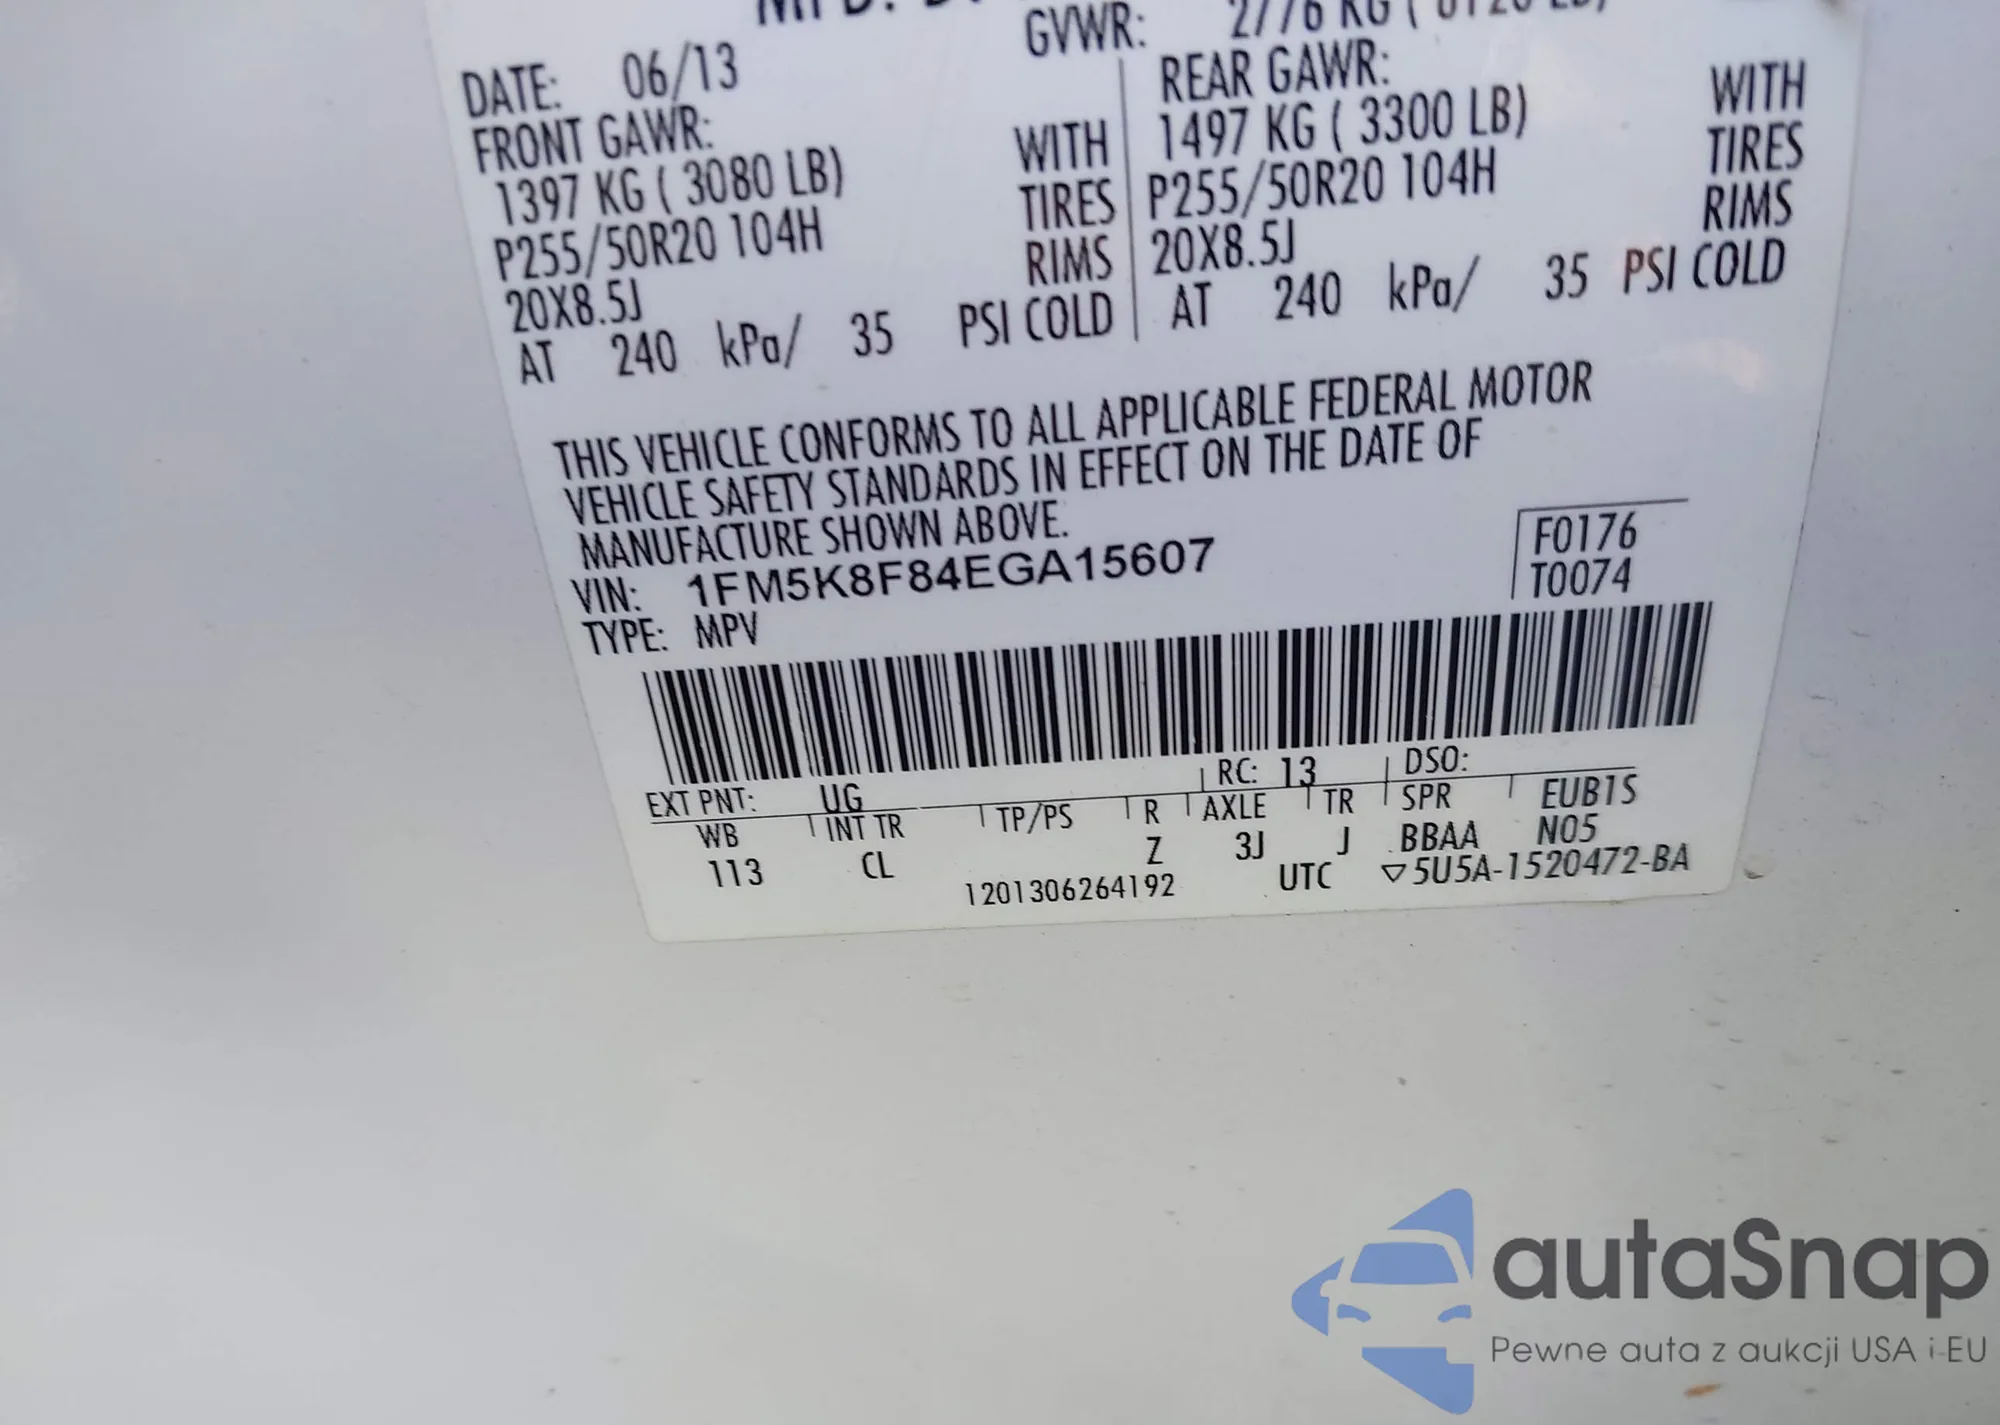 MFD. B
GVWR: 2776 KG ( 6120 LB)
DATE: 06/13
FRONT GAWR:
1397 KG ( 3080 LB) WITH
P255/50R20 104H TIRES
20X8.5J RIMS
AT 240 kPa/ 35 PSI COLD
REAR GAWR:
1497 KG ( 3300 LB) WITH
P255/50R20 104H TIRES
20X8.5J RIMS
AT 240 kPa/ 35 PSI COLD
THIS VEHICLE CONFORMS TO ALL APPLICABLE FEDERAL MOTOR
VEHICLE SAFETY STANDARDS IN EFFECT ON THE DATE OF
MANUFACTURE SHOWN ABOVE.
VIN: 1FM5K8F84EGA15607
TYPE: MPV
F0176
T0074
EXT PNT: UG RC: 13 DSO:
WB INT TR TP/PS R AXLE TR SPR EUB1S
113 CL Z 3J J BBAA N05
1201306264192 UTC ▽5U5A-1520472-BA
autaSnap
Pewne auta z aukcji USA i EU